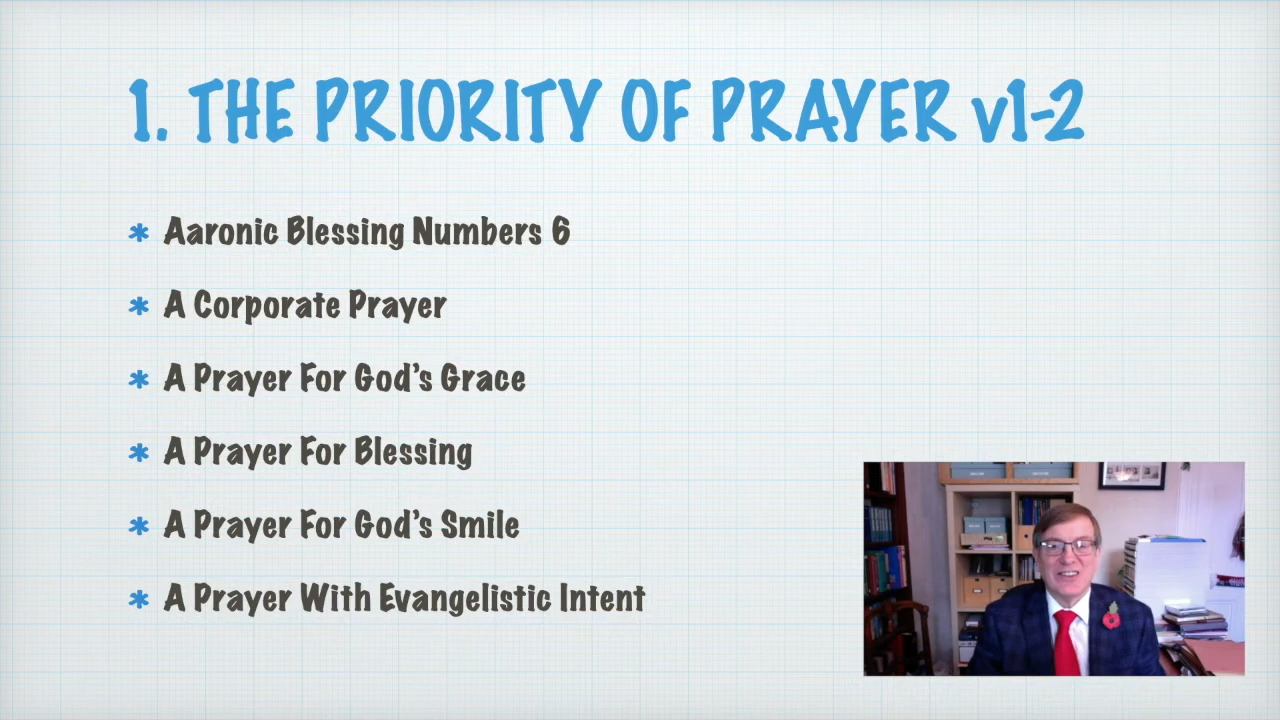 1. THE PRIORITY OF PRAYER v1-2
* Aaronic Blessing Numbers 6
* A Corporate Prayer
* A Prayer For God's Grace
* A Prayer For Blessing
* A Prayer For God's Smile
* A Prayer With Evangelistic Intent